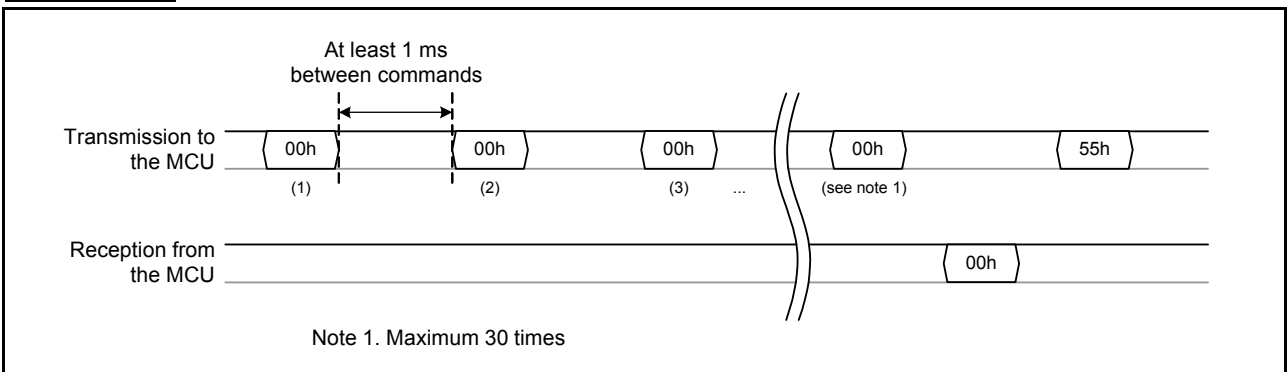 At least 1 ms
between commands
Transmission to
the MCU
00h
00h
00h
00h
55h
(1)
(2)
(3)
...
(see note 1)
Reception from
the MCU
00h
Note 1. Maximum 30 times